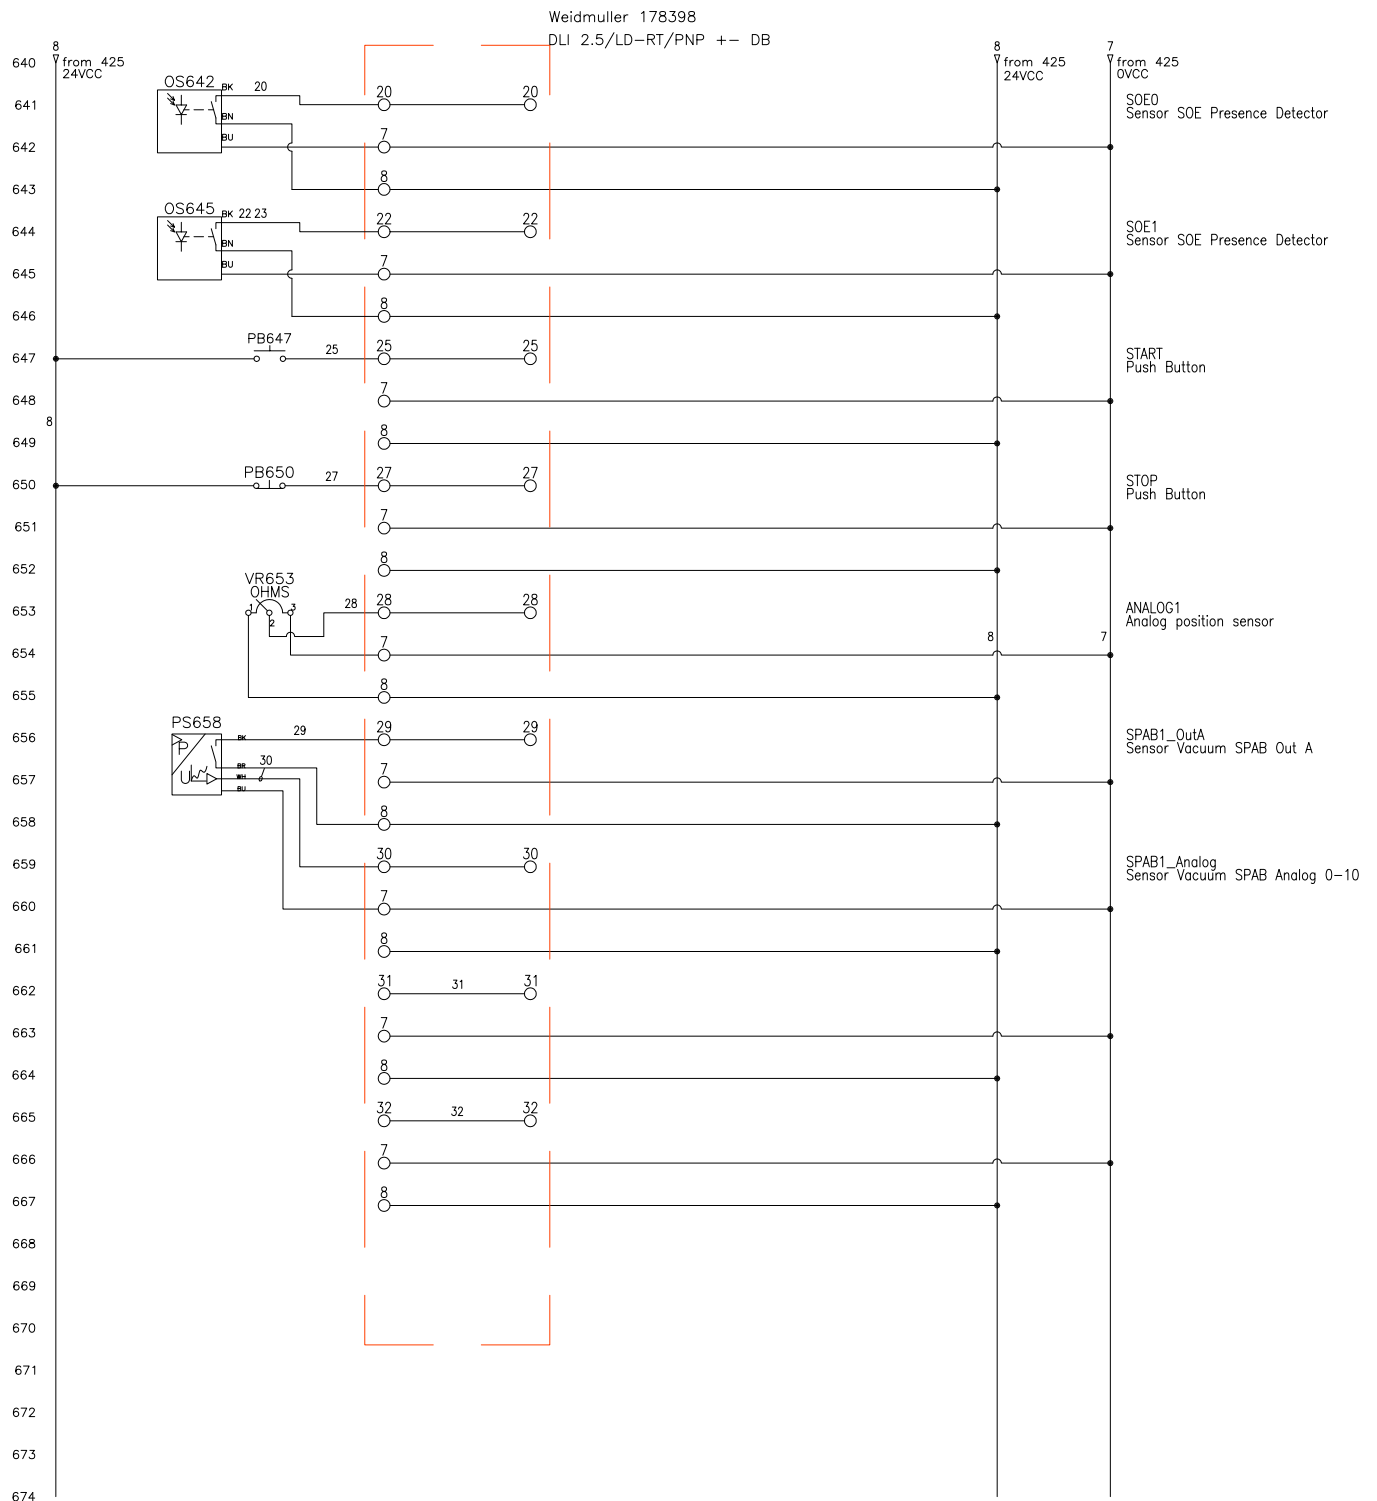 Weidmuller 178398
DLI 2.5/LD-RT/PNP +- DB
8
from 425
24VCC
8
from 425
24VCC
7
from 425
0VCC
640
OS642
BK 20
20 20
641
SOE0
Sensor SOE Presence Detector
BN
BU
7
642
8
643
OS645
BK 22 23
22 22
644
SOE1
Sensor SOE Presence Detector
BN
BU
7
645
8
646
PB647
25
25 25
647
START
Push Button
7
648
8
8
649
PB650
27
27 27
650
STOP
Push Button
7
651
8
652
VR653
OHMS
1 2 3
28
28 28
653
ANALOG1
Analog position sensor
7
8
7
654
8
655
PS658
P
U
BK
29
29 29
656
SPAB1_OutA
Sensor Vacuum SPAB Out A
BR
30
WH
BU
7
657
8
658
30 30
659
SPAB1_Analog
Sensor Vacuum SPAB Analog 0-10
7
660
8
661
31 31 31
662
7
663
8
664
32 32 32
665
7
666
8
667
668
669
670
671
672
673
674